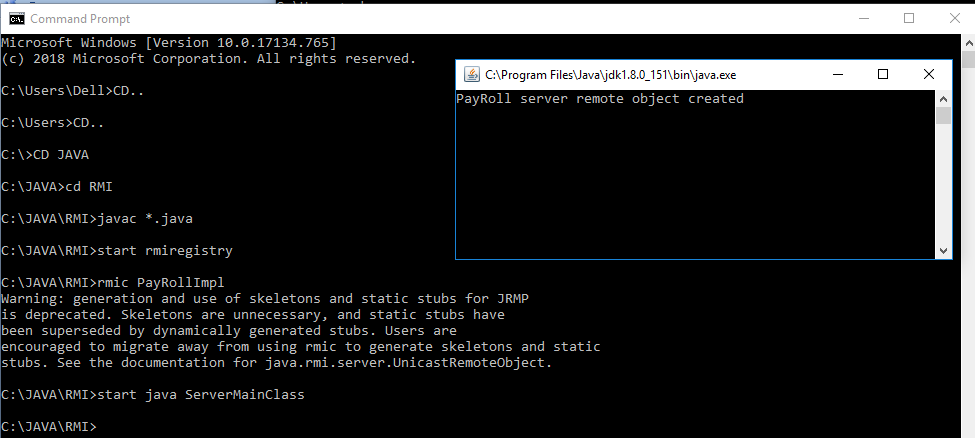 Command Prompt
Microsoft Windows [Version 10.0.17134.765]
(c) 2018 Microsoft Corporation. All rights reserved.
C:\Users\Dell>CD..
C:\Users>CD..
C:\>CD JAVA
C:\JAVA>cd RMI
C:\JAVA\RMI>javac *.java
C:\JAVA\RMI>start rmiregistry
C:\JAVA\RMI>rmic PayRollImpl
Warning: generation and use of skeletons and static stubs for JRMP
is deprecated. Skeletons are unnecessary, and static stubs have
been superseded by dynamically generated stubs. Users are
encouraged to migrate away from using rmic to generate skeletons and static
stubs. See the documentation for java.rmi.server.UnicastRemoteObject.
C:\JAVA\RMI>start java ServerMainClass
C:\JAVA\RMI>
C:\Program Files\Java\jdk1.8.0_151\bin\java.exe
PayRoll server remote object created